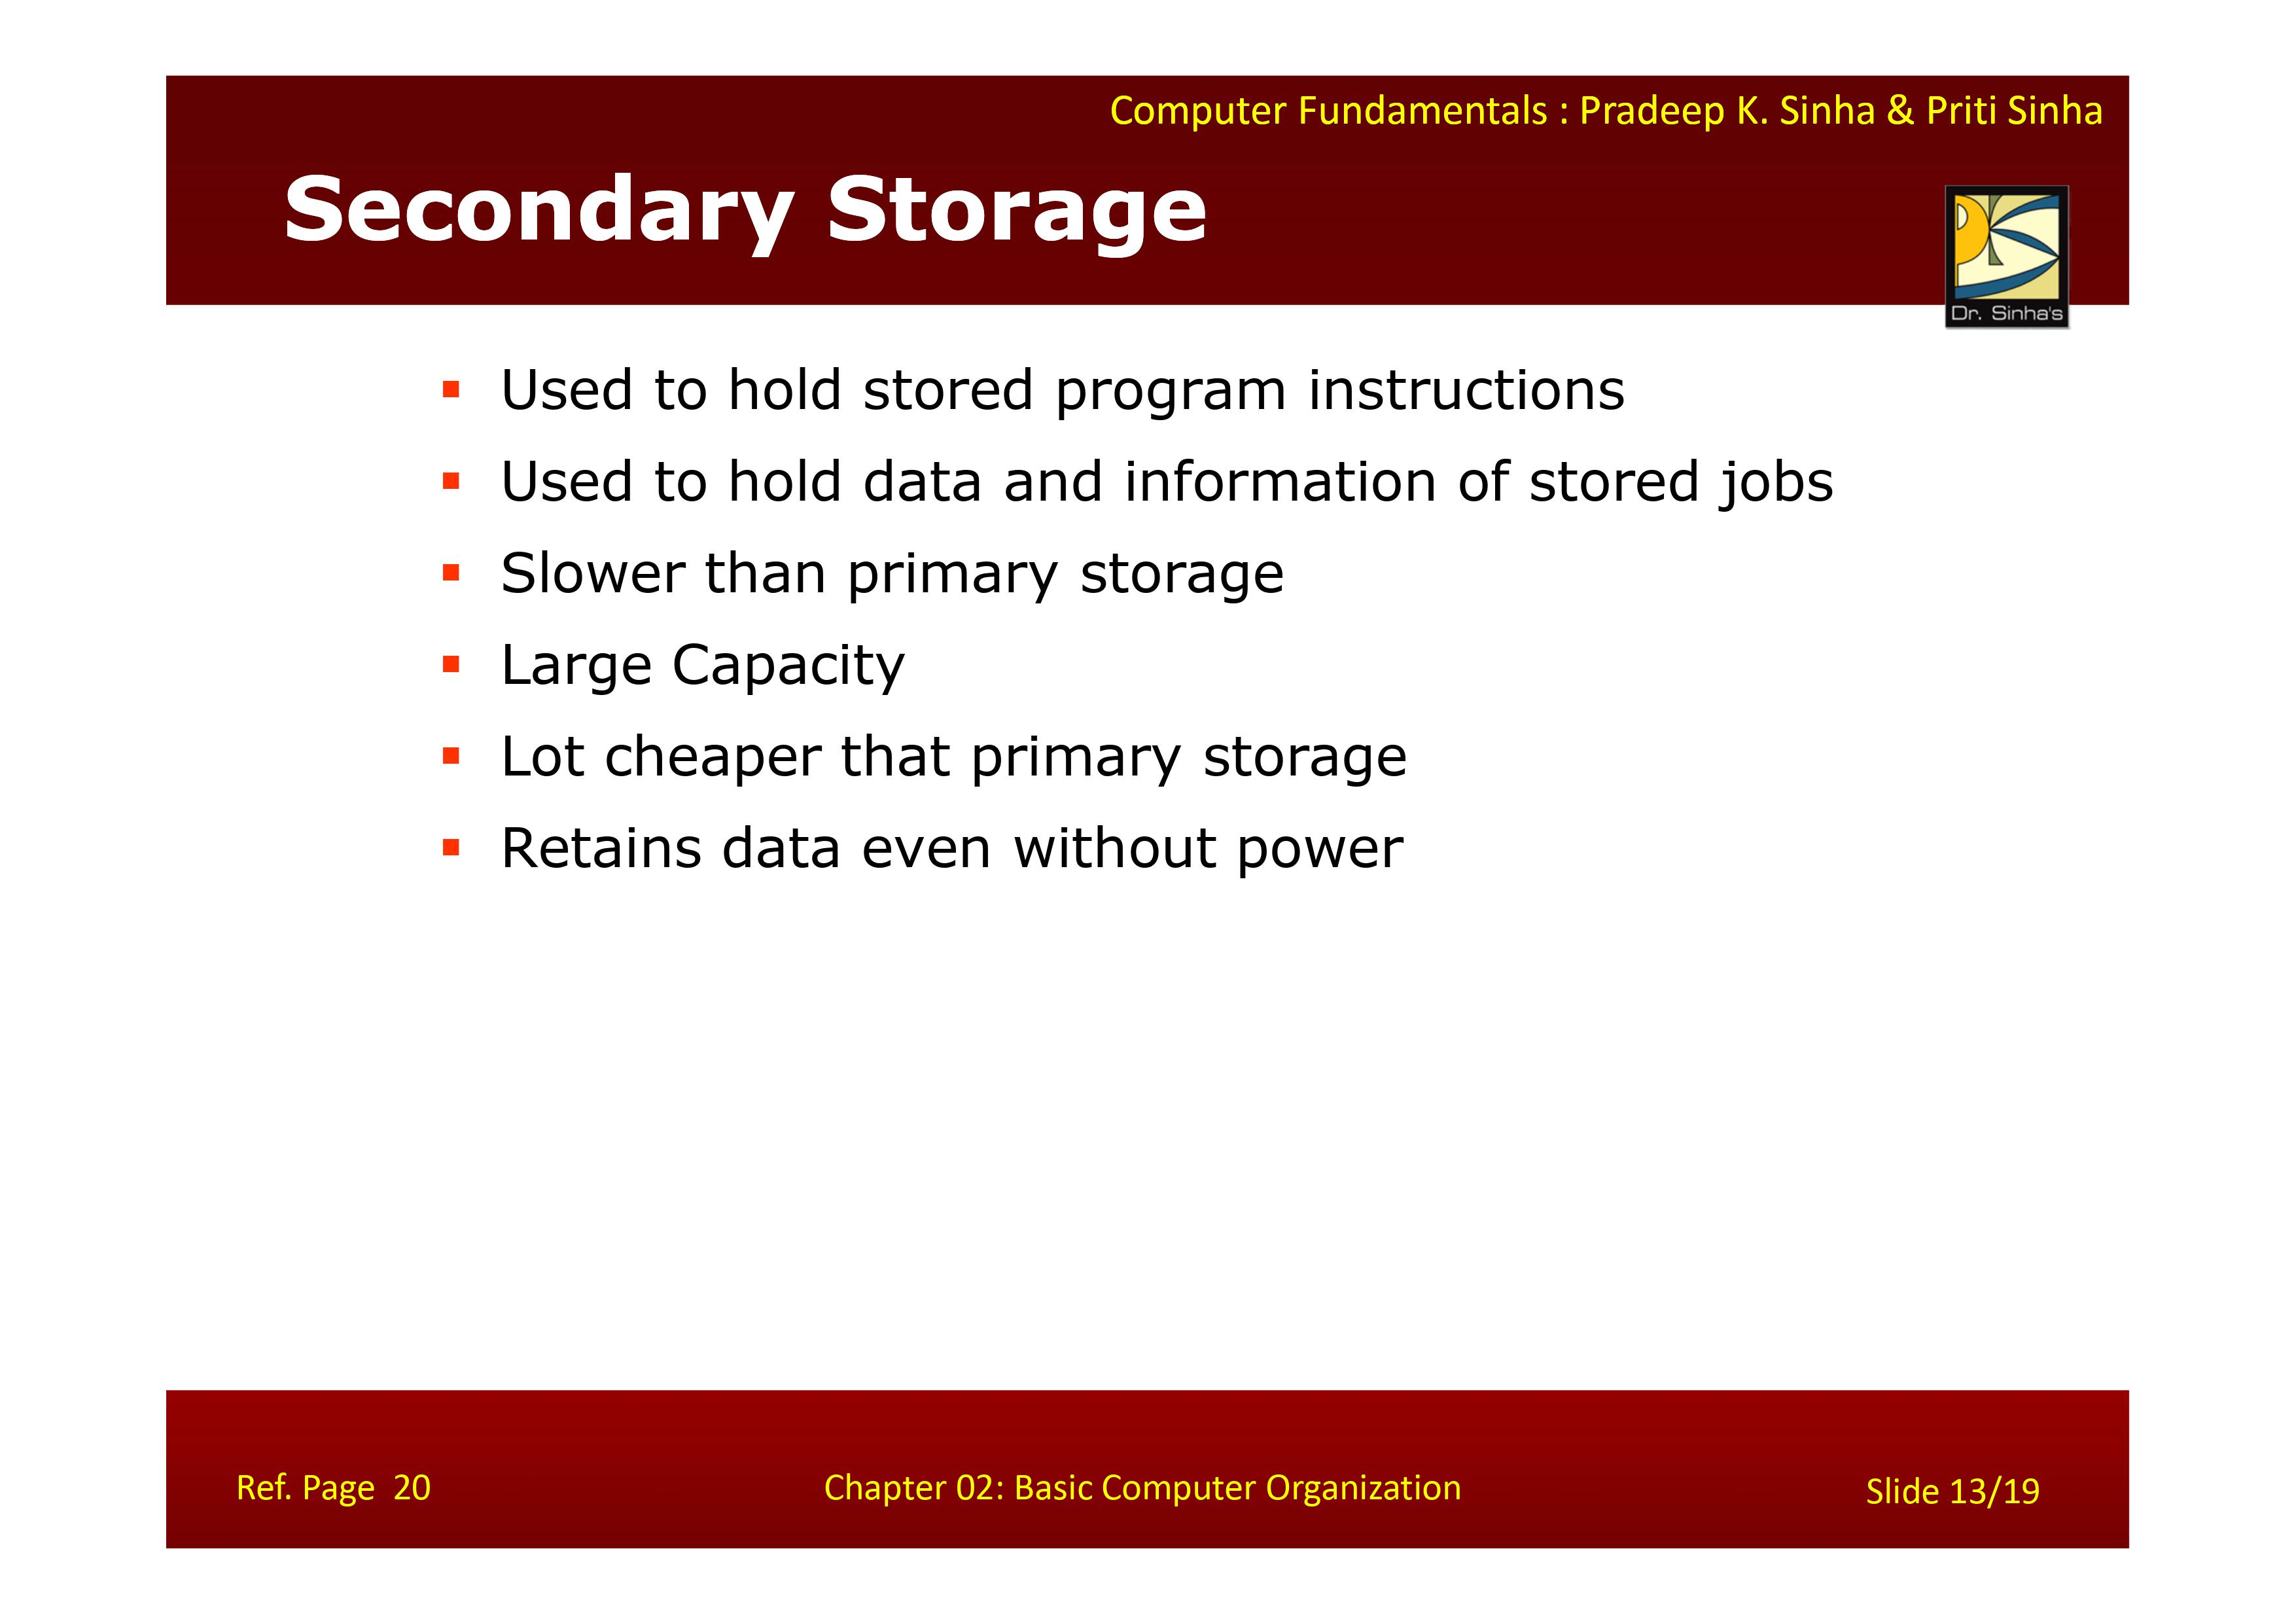 Computer Fundamentals : Pradeep K. Sinha & Priti Sinha
Secondary Storage
Dr. Sinha's
Used to hold stored program instructions
Used to hold data and information of stored jobs
Slower than primary storage
Large Capacity
Lot cheaper that primary storage
Retains data even without power
Ref. Page 20
Chapter 02: Basic Computer Organization
Slide 13/19